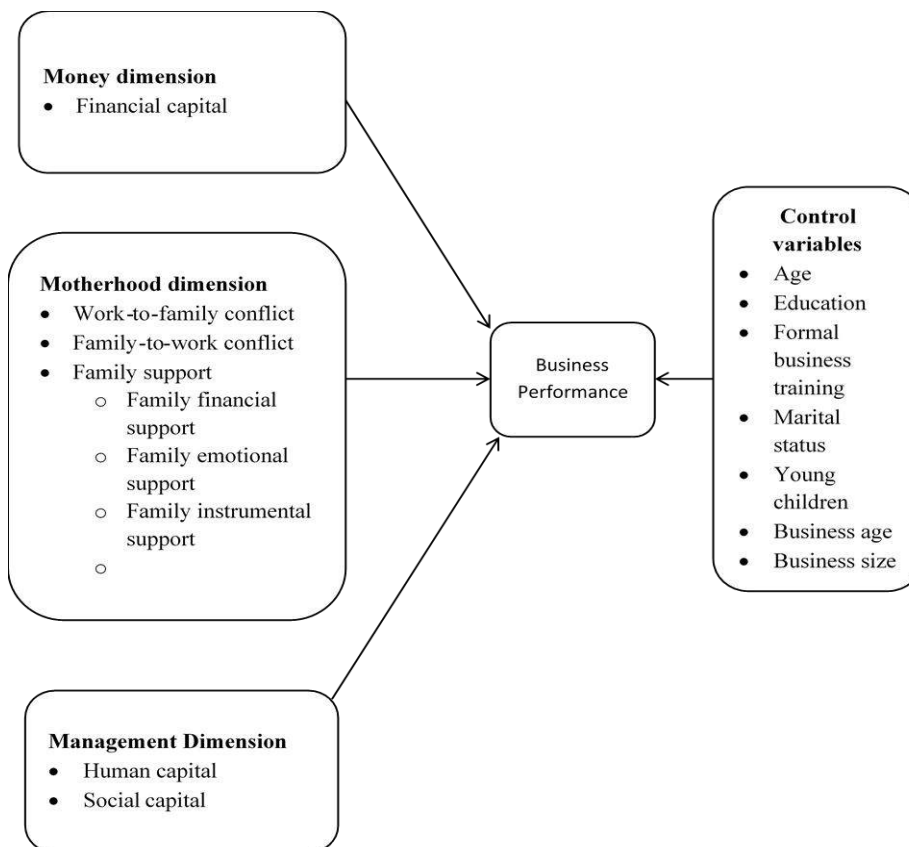 Money dimension
• Financial capital
Motherhood dimension
• Work-to-family conflict
• Family-to-work conflict
• Family support
o Family financial
support
o Family emotional
support
o Family instrumental
support
o
Business
Performance
Control
variables
• Age
• Education
• Formal
business
training
• Marital
status
• Young
children
• Business age
• Business size
Management Dimension
• Human capital
• Social capital